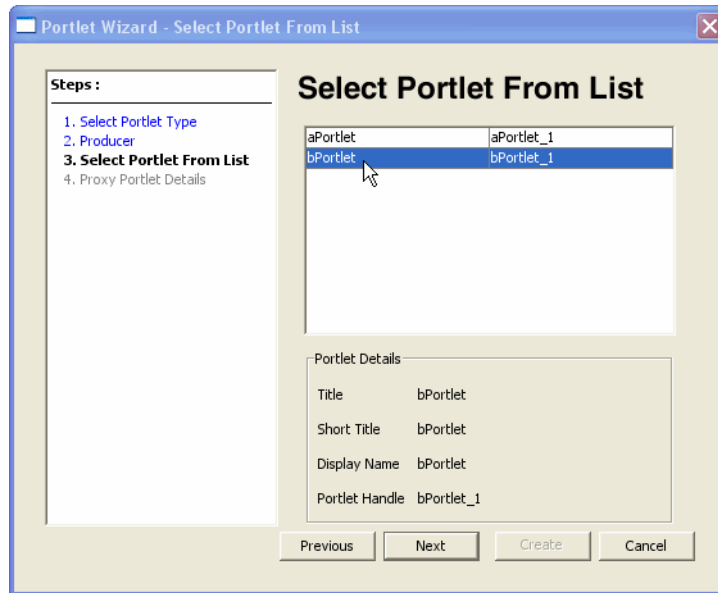 Portlet Wizard - Select Portlet From List
Steps :
1. Select Portlet Type
2. Producer
3. Select Portlet From List
4. Proxy Portlet Details
Select Portlet From List
aPortlet aPortlet_1
bPortlet bPortlet_1
Portlet Details
Title bPortlet
Short Title bPortlet
Display Name bPortlet
Portlet Handle bPortlet_1
Previous Next Create Cancel